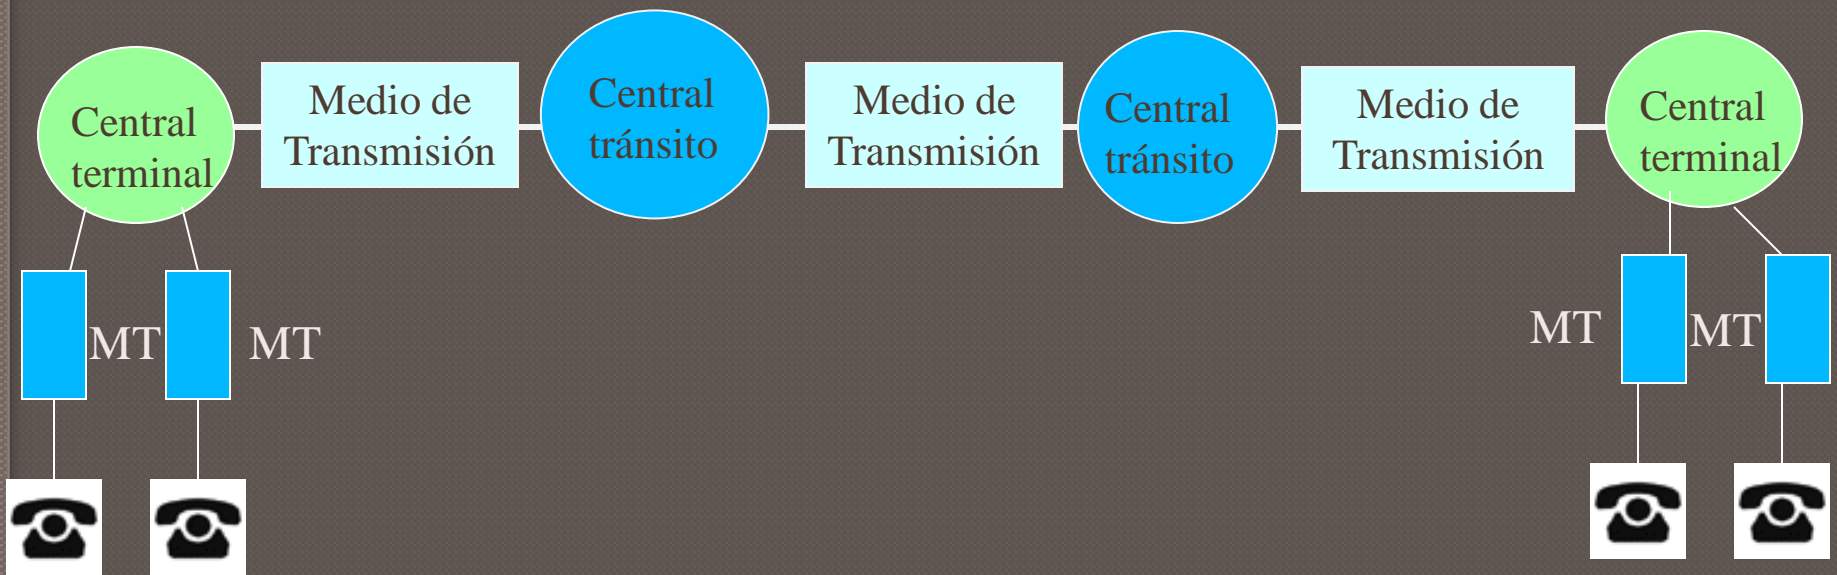 Central
terminal
Medio de
Transmisión
Central
tránsito
Medio de
Transmisión
Central
tránsito
Medio de
Transmisión
Central
terminal
MT
MT
MT
MT